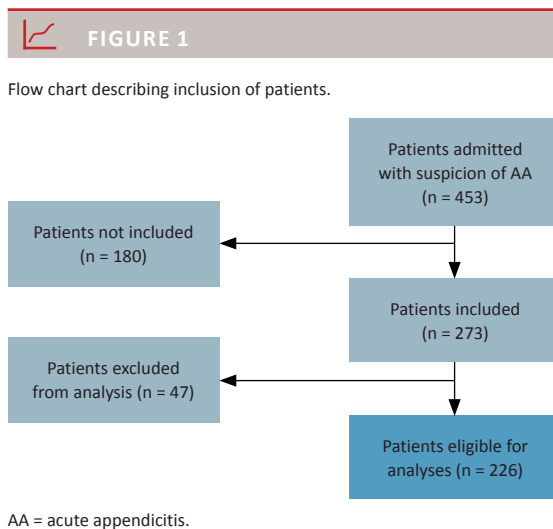 FIGURE 1
Flow chart describing inclusion of patients.
Patients admitted
with suspicion of AA
(n = 453)
Patients not included
(n = 180)
Patients included
(n = 273)
Patients excluded
from analysis (n = 47)
Patients eligible for
analyses (n = 226)
AA = acute appendicitis.